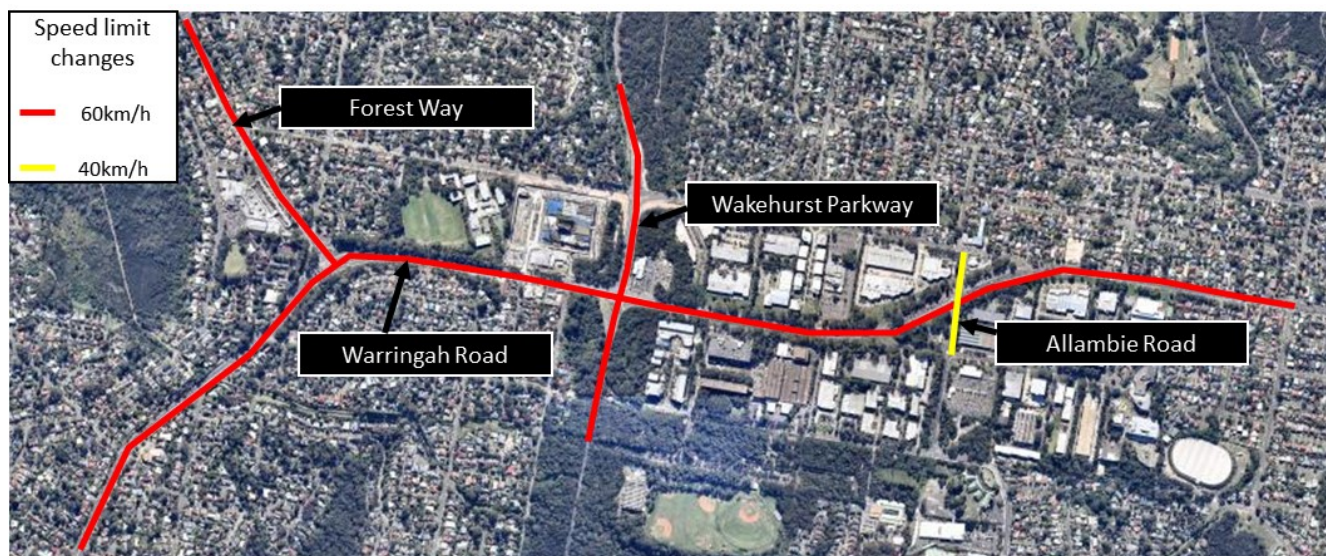 Speed limit
changes
60km/h
40km/h
Forest Way
Wakehurst Parkway
Warringah Road
Allambie Road